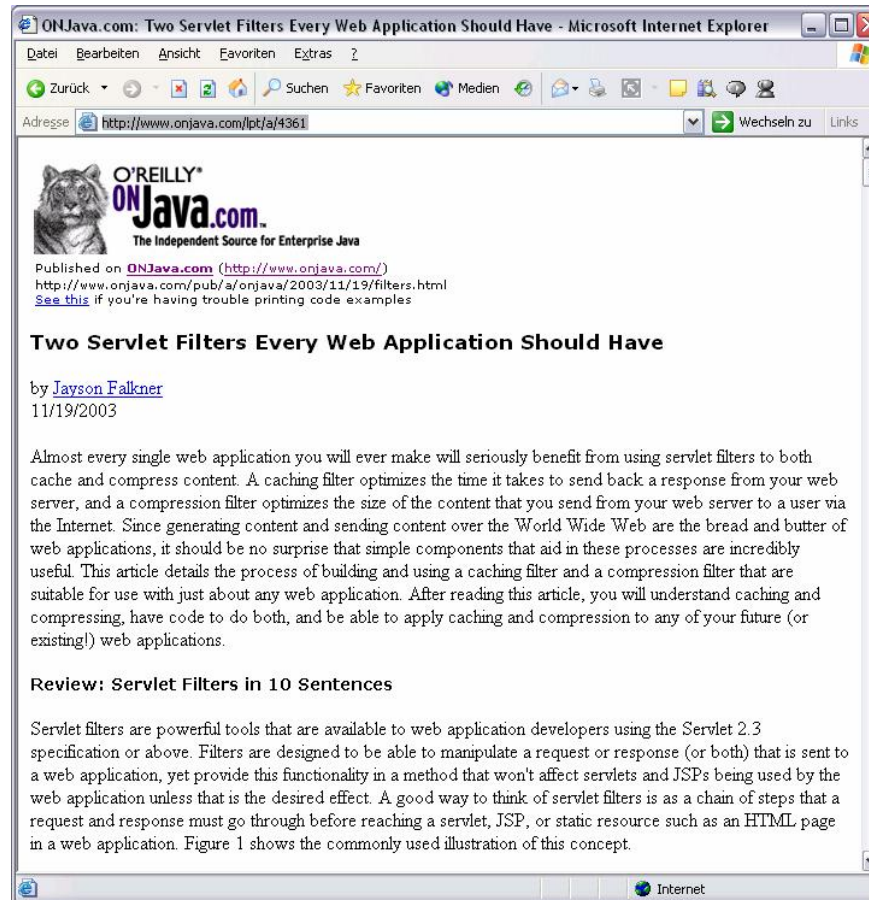 ONJava.com: Two Servlet Filters Every Web Application Should Have - Microsoft Internet Explorer
Datei Bearbeiten Ansicht Favoriten Extras ?
Zurück Suchen Favoriten Medien
Adresse http://www.onjava.com/lpt/a/4361 Wechseln zu Links
O'REILLY®
ONJava.com™
The Independent Source for Enterprise Java
Published on ONJava.com (http://www.onjava.com/)
http://www.onjava.com/pub/a/onjava/2003/11/19/filters.html
See this if you're having trouble printing code examples
Two Servlet Filters Every Web Application Should Have
by Jayson Falkner
11/19/2003
Almost every single web application you will ever make will seriously benefit from using servlet filters to both
cache and compress content. A caching filter optimizes the time it takes to send back a response from your web
server, and a compression filter optimizes the size of the content that you send from your web server to a user via
the Internet. Since generating content and sending content over the World Wide Web are the bread and butter of
web applications, it should be no surprise that simple components that aid in these processes are incredibly
useful. This article details the process of building and using a caching filter and a compression filter that are
suitable for use with just about any web application. After reading this article, you will understand caching and
compressing, have code to do both, and be able to apply caching and compression to any of your future (or
existing!) web applications.
Review: Servlet Filters in 10 Sentences
Servlet filters are powerful tools that are available to web application developers using the Servlet 2.3
specification or above. Filters are designed to be able to manipulate a request or response (or both) that is sent to
a web application, yet provide this functionality in a method that won't affect servlets and JSPs being used by the
web application unless that is the desired effect. A good way to think of servlet filters is as a chain of steps that a
request and response must go through before reaching a servlet, JSP, or static resource such as an HTML page
in a web application. Figure 1 shows the commonly used illustration of this concept.
Internet